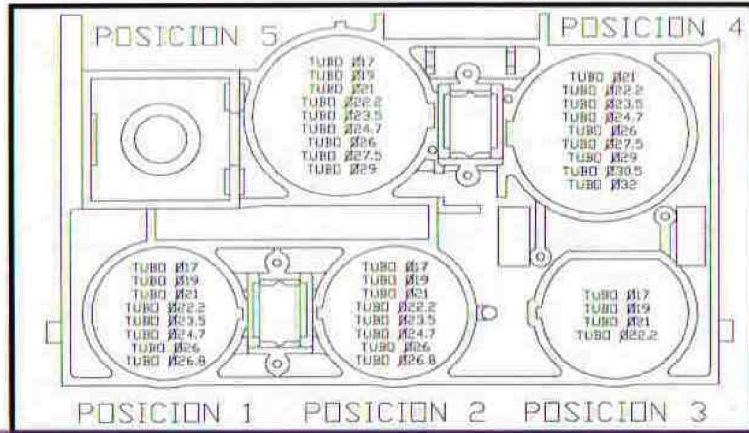 POSICION 5
POSICION 4
TUBO Ø17
TUBO Ø19
TUBO Ø21
TUBO Ø22.2
TUBO Ø23.5
TUBO Ø24.7
TUBO Ø26
TUBO Ø27.5
TUBO Ø29
TUBO Ø21
TUBO Ø22.2
TUBO Ø23.5
TUBO Ø24.7
TUBO Ø26
TUBO Ø27.5
TUBO Ø29
TUBO Ø30.5
TUBO Ø32
TUBO Ø17
TUBO Ø19
TUBO Ø21
TUBO Ø22.2
TUBO Ø23.5
TUBO Ø24.7
TUBO Ø26
TUBO Ø26.8
TUBO Ø17
TUBO Ø19
TUBO Ø21
TUBO Ø22.2
TUBO Ø23.5
TUBO Ø24.7
TUBO Ø26
TUBO Ø26.8
TUBO Ø17
TUBO Ø19
TUBO Ø21
TUBO Ø22.2
POSICION 1
POSICION 2
POSICION 3